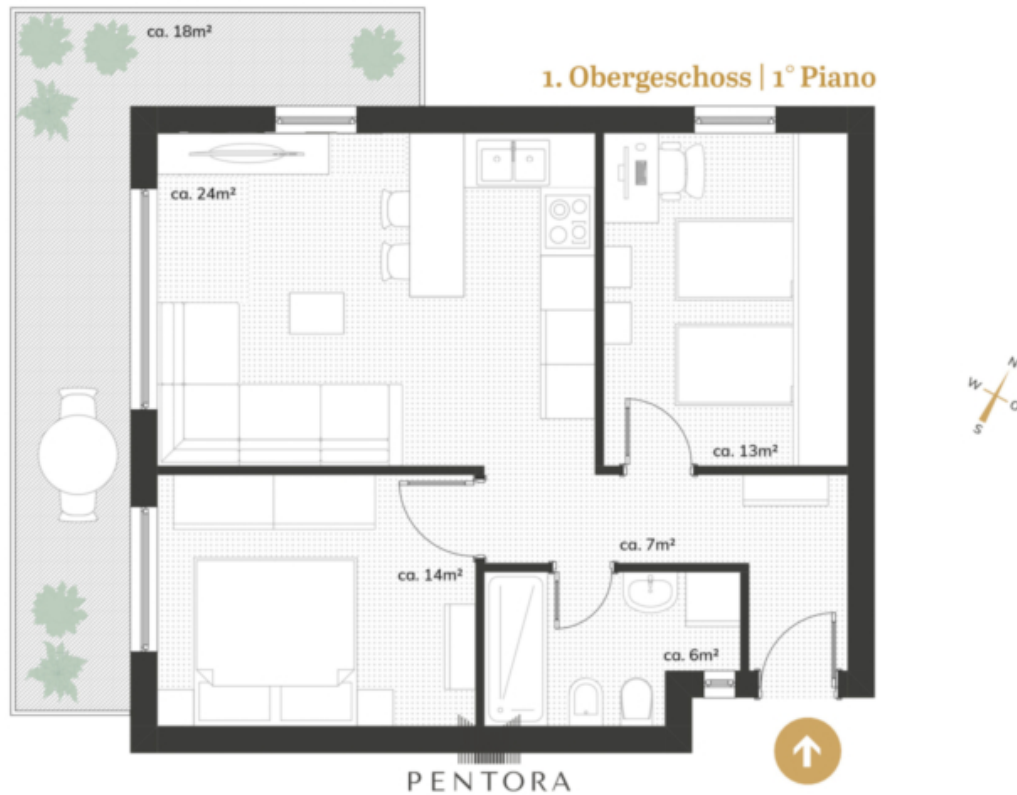 ca. 18m²
1. Obergeschoss | 1° Piano
ca. 24m²
N
W
O
S
ca. 13m²
ca. 7m²
ca. 14m²
ca. 6m²
PENTORA